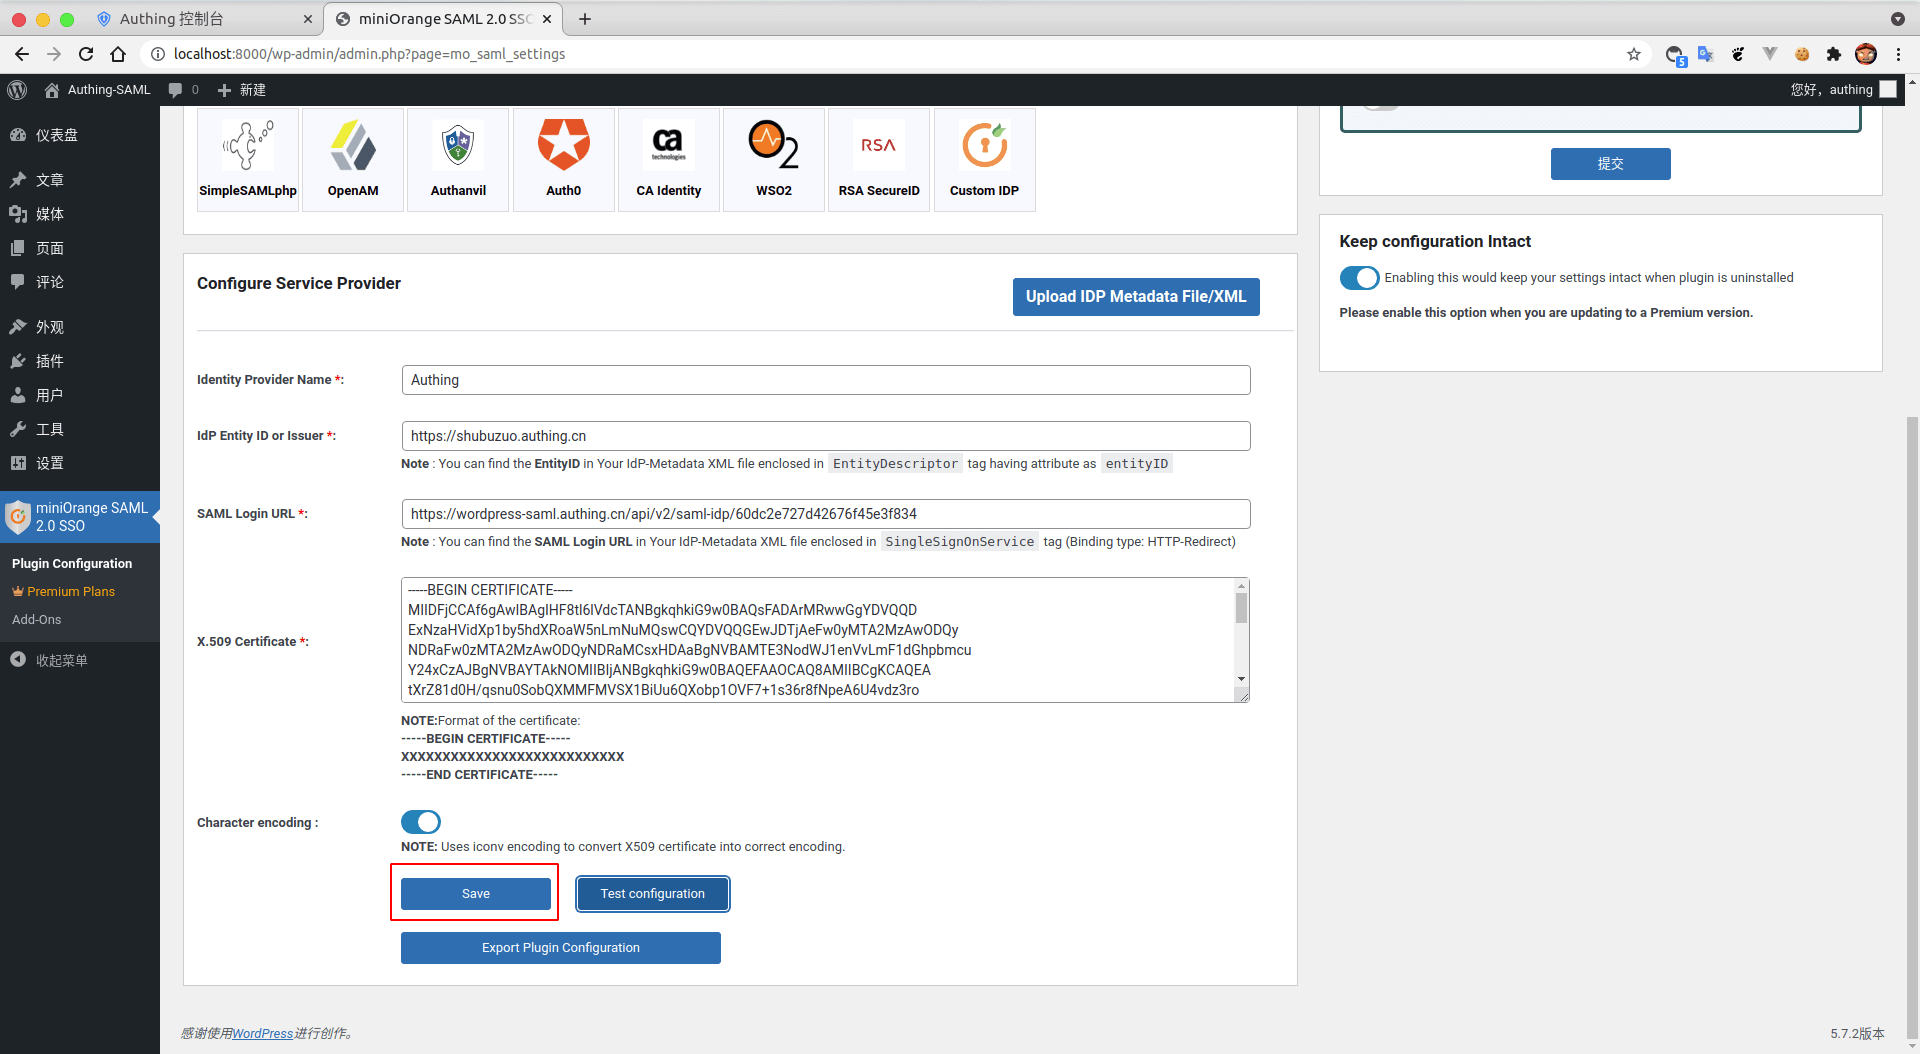 Authing 控制台
miniOrange SAML 2.0 SSO
localhost:8000/wp-admin/admin.php?page=mo_saml_settings
5
Authing-SAML
0
新建
您好，authing
仪表盘
文章
媒体
页面
评论
外观
插件
用户
工具
设置
miniOrange SAML
2.0 SSO
Plugin Configuration
Premium Plans
Add-Ons
收起菜单
ca
technologies
O2
RSA
SimpleSAMLphp
OpenAM
Authanvil
Auth0
CA Identity
WSO2
RSA SecureID
Custom IDP
Configure Service Provider
Upload IDP Metadata File/XML
Identity Provider Name *:
Authing
IdP Entity ID or Issuer *:
https://shubuzuo.authing.cn
Note : You can find the EntityID in Your IdP-Metadata XML file enclosed in EntityDescriptor tag having attribute as entityID
SAML Login URL *:
https://wordpress-saml.authing.cn/api/v2/saml-idp/60dc2e727d42676f45e3f834
Note : You can find the SAML Login URL in Your IdP-Metadata XML file enclosed in SingleSignOnService tag (Binding type: HTTP-Redirect)
X.509 Certificate *:
-----BEGIN CERTIFICATE-----
MIIDFjCCAf6gAwIBAgIHF8tI6IVdcTANBgkqhkiG9w0BAQsFADArMRwwGgYDVQQD
ExNzaHVidXp1by5hdXRoaW5nLmNuMQswCQYDVQQGEwJDTjAeFw0yMTA2MzAwODQy
NDRaFw0zMTA2MzAwODQyNDRaMCsxHDAaBgNVBAMTE3NodWJ1enVvLmF1dGhpbmcu
Y24xCzAJBgNVBAYTAkNOMIIBIjANBgkqhkiG9w0BAQEFAAOCAQ8AMIIBCgKCAQEA
tXrZ81d0H/qsnu0SobQXMMFMVSX1BiUu6QXobp1OVF7+1s36r8fNpeA6U4vdz3ro
NOTE:Format of the certificate:
-----BEGIN CERTIFICATE-----
XXXXXXXXXXXXXXXXXXXXXXXXXXX
-----END CERTIFICATE-----
Character encoding :
NOTE: Uses iconv encoding to convert X509 certificate into correct encoding.
Save
Test configuration
Export Plugin Configuration
提交
Keep configuration Intact
Enabling this would keep your settings intact when plugin is uninstalled
Please enable this option when you are updating to a Premium version.
感谢使用WordPress进行创作。
5.7.2版本